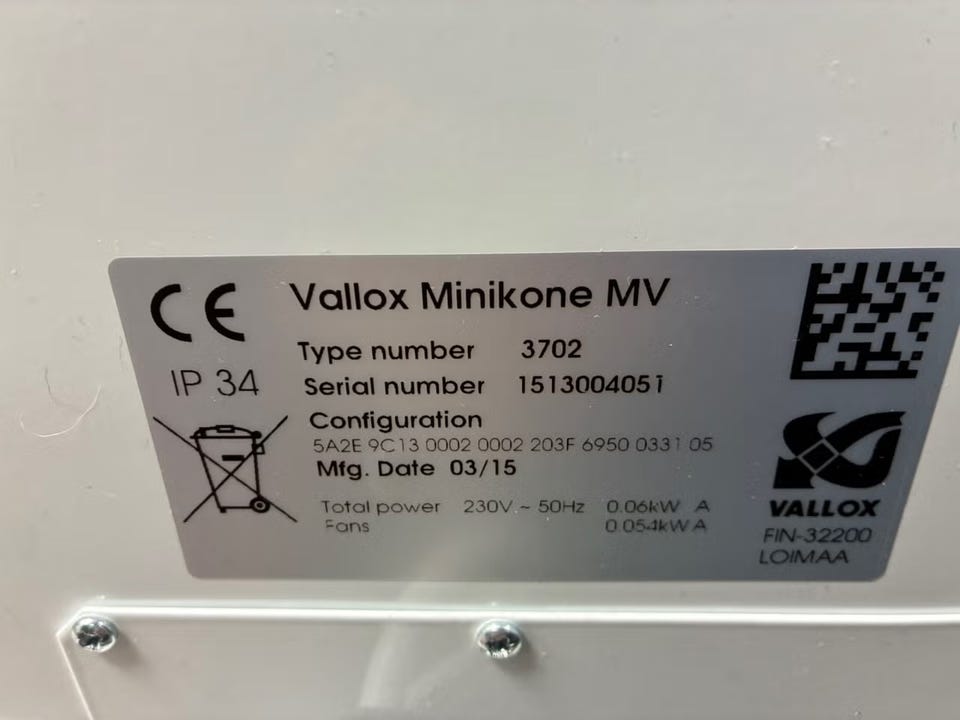 CE
Vallox Minikone MV
Type number 3702
IP 34
Serial number 1513004051
Configuration
5A2E 9C13 0002 0002 203F 6950 0331 05
Mfg. Date 03/15
Total power 230V ~ 50Hz 0.06kW A
Fans 0.054kW A
VALLOX
FIN-32200
LOIMAA